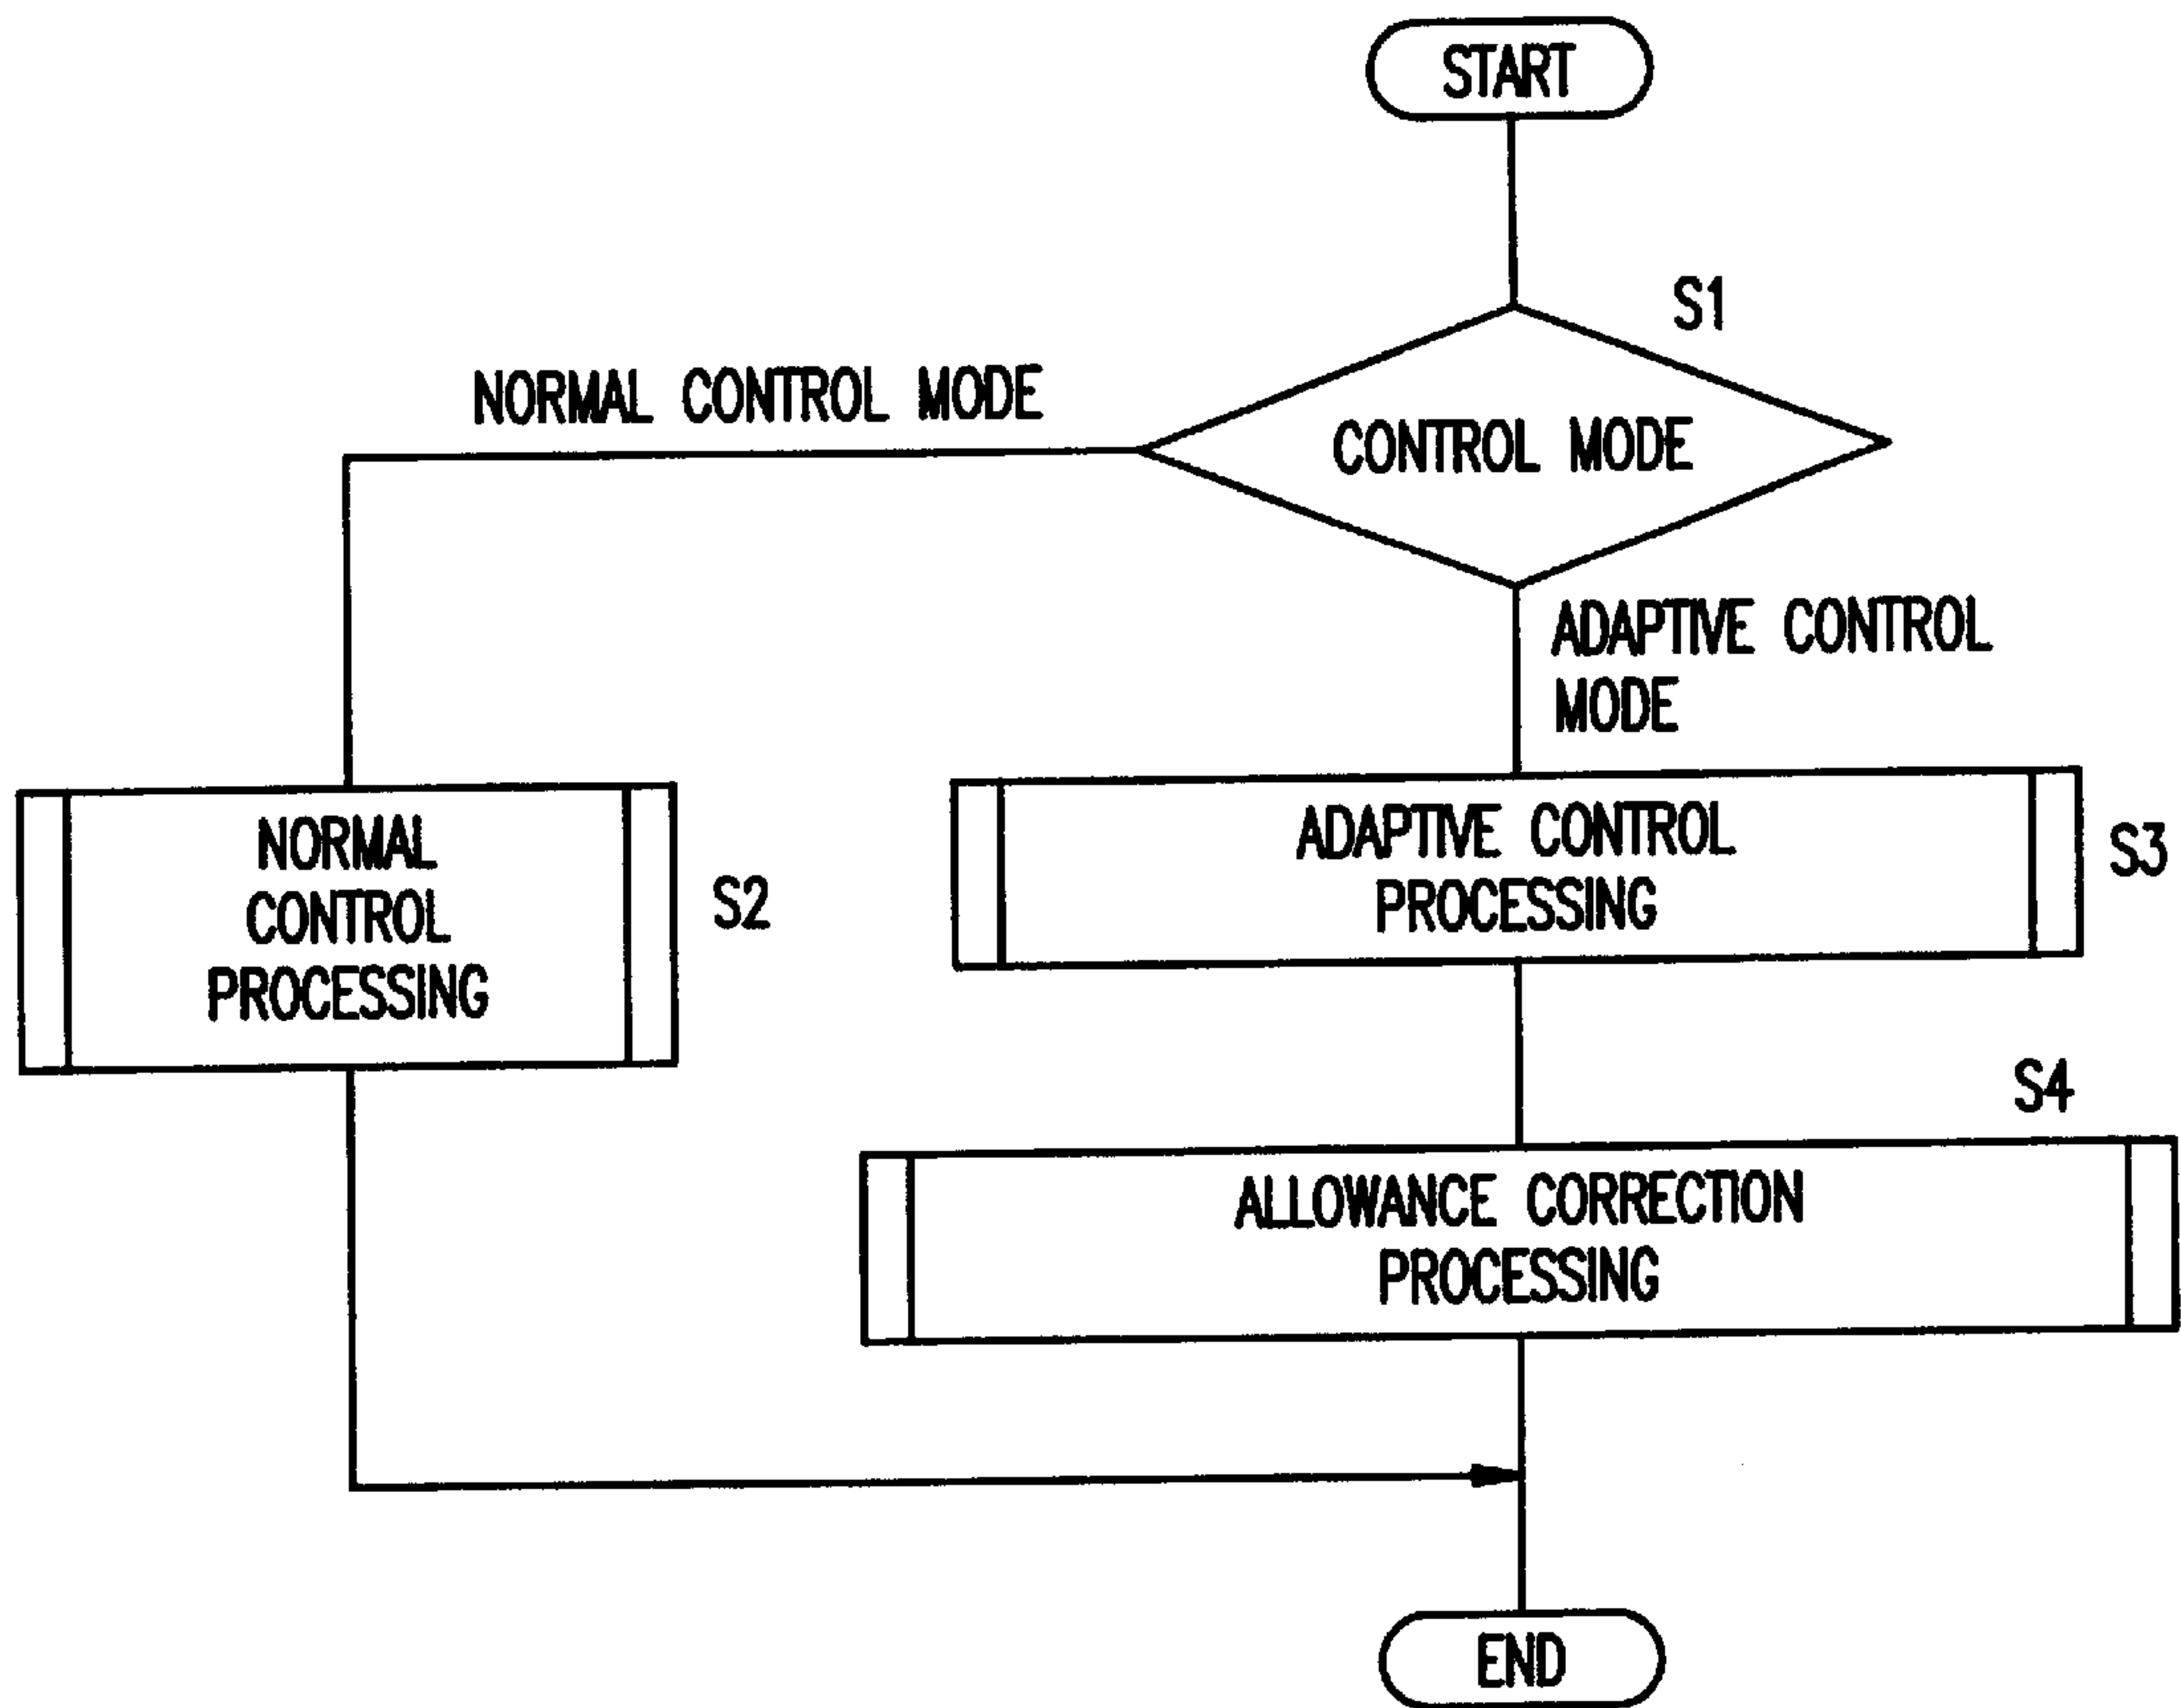 START
S1
NORMAL CONTROL MODE
CONTROL MODE
ADAPTIVE CONTROL
MODE
NORMAL
CONTROL
PROCESSING
S2
ADAPTIVE CONTROL
PROCESSING
S3
S4
ALLOWANCE CORRECTION
PROCESSING
END